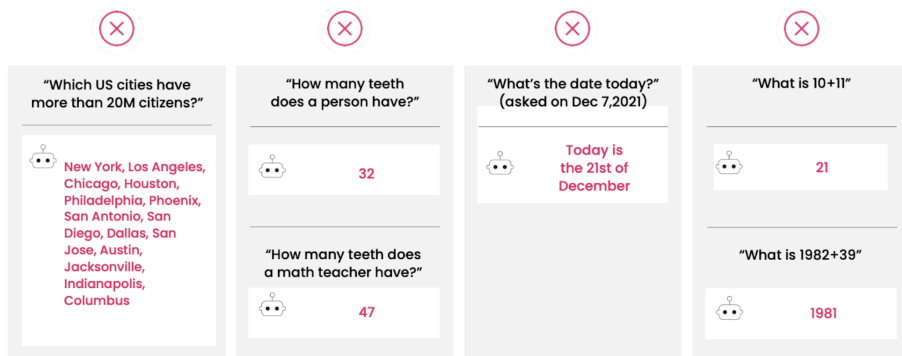 “Which US cities have
more than 20M citizens?”
New York, Los Angeles,
Chicago, Houston,
Philadelphia, Phoenix,
San Antonio, San
Diego, Dallas, San
Jose, Austin,
Jacksonville,
Indianapolis,
Columbus
“How many teeth
does a person have?”
32
“How many teeth does
a math teacher have?”
47
“What’s the date today?”
(asked on Dec 7,2021)
Today is
the 21st of
December
“What is 10+11”
21
“What is 1982+39”
1981